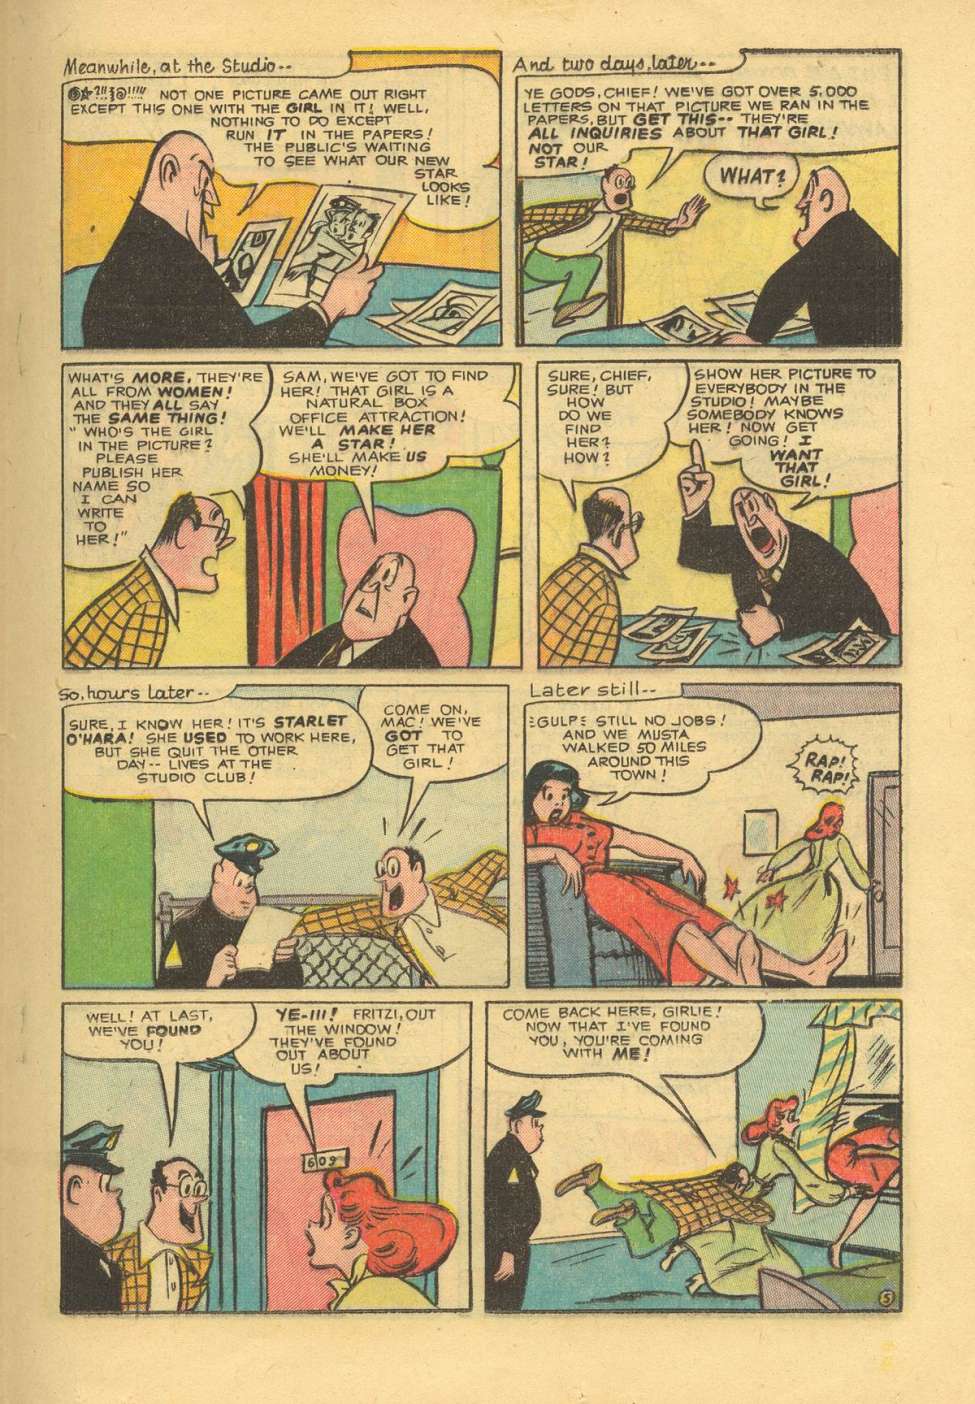 Meanwhile, at the Studio--
@☆?!!}@!!!!! NOT ONE PICTURE CAME OUT RIGHT
EXCEPT THIS ONE WITH THE GIRL IN IT! WELL,
NOTHING TO DO EXCEPT
RUN IT IN THE PAPERS!
THE PUBLIC'S WAITING
TO SEE WHAT OUR NEW
STAR
LOOKS
LIKE!
And two days, later--
YE GODS, CHIEF! WE'VE GOT OVER 5,000
LETTERS ON THAT PICTURE WE RAN IN THE
PAPERS, BUT GET THIS-- THEY'RE
ALL INQUIRIES ABOUT THAT GIRL!
NOT OUR
STAR!
WHAT?
WHAT'S MORE, THEY'RE
ALL FROM WOMEN!
AND THEY ALL SAY
THE SAME THING!
"WHO'S THE GIRL
IN THE PICTURE?
PLEASE
PUBLISH HER
NAME SO
I CAN
WRITE
TO
HER!"
SAM, WE'VE GOT TO FIND
HER! THAT GIRL IS A
NATURAL BOX
OFFICE ATTRACTION!
WE'LL MAKE HER
A STAR!
SHE'LL MAKE US
MONEY!
SURE, CHIEF,
SURE! BUT
HOW
DO WE
FIND
HER?
HOW?
SHOW HER PICTURE TO
EVERYBODY IN THE
STUDIO! MAYBE
SOMEBODY KNOWS
HER! NOW GET
GOING! I
WANT
THAT
GIRL!
So, hours later--
SURE, I KNOW HER! IT'S STARLET
O'HARA! SHE USED TO WORK HERE,
BUT SHE QUIT THE OTHER
DAY-- LIVES AT THE
STUDIO CLUB!
COME ON,
MAC! WE'VE
GOT TO
GET THAT
GIRL!
Later still--
GULP! STILL NO JOBS!
AND WE MUSTA
WALKED 50 MILES
AROUND THIS
TOWN!
RAP!
RAP!
WELL! AT LAST,
WE'VE FOUND
YOU!
YE-III! FRITZI, OUT
THE WINDOW!
THEY'VE FOUND
OUT ABOUT
US!
609
COME BACK HERE, GIRLIE!
NOW THAT I'VE FOUND
YOU, YOU'RE COMING
WITH ME!
5